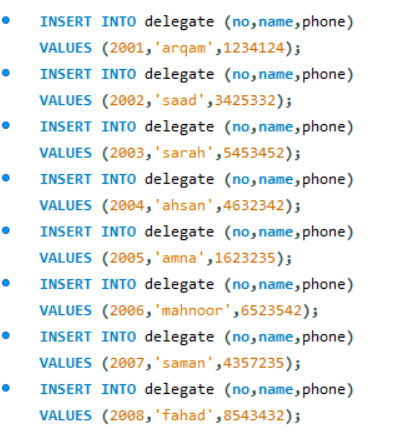 INSERT INTO delegate (no,name,phone)
VALUES (2001,'arqam',1234124);
INSERT INTO delegate (no,name,phone)
VALUES (2002,'saad',3425332);
INSERT INTO delegate (no,name,phone)
VALUES (2003,'sarah',5453452);
INSERT INTO delegate (no,name,phone)
VALUES (2004,'ahsan',4632342);
INSERT INTO delegate (no,name,phone)
VALUES (2005,'amna',1623235);
INSERT INTO delegate (no,name,phone)
VALUES (2006,'mahnoor',6523542);
INSERT INTO delegate (no,name,phone)
VALUES (2007,'saman',4357235);
INSERT INTO delegate (no,name,phone)
VALUES (2008,'fahad',8543432);